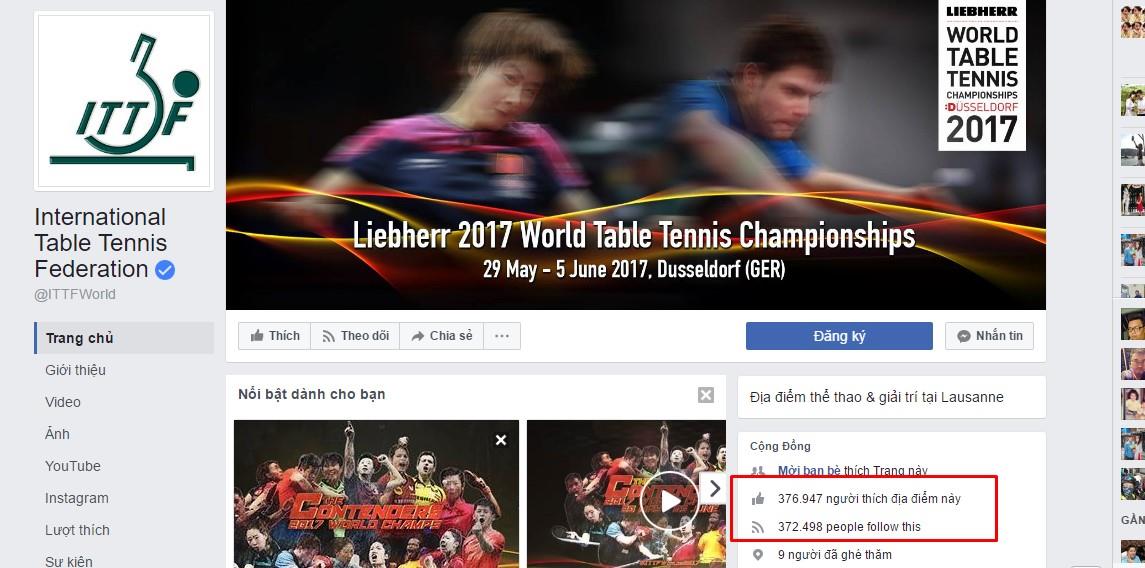 ITTF
International
Table Tennis
Federation
@ITTFWorld
Trang chủ
Giới thiệu
Video
Ảnh
YouTube
Instagram
Lượt thích
Sự kiện
LIEBHERR
WORLD
TABLE
TENNIS
CHAMPIONSHIPS
:DÜSSELDORF
2017
Liebherr 2017 World Table Tennis Championships
29 May - 5 June 2017, Dusseldorf (GER)
Thích
Theo dõi
Chia sẻ
...
Đăng ký
Nhắn tin
Nổi bật dành cho bạn
THE
CONTENDERS
2017 WORLD CHAMPS
THE
Địa điểm thể thao & giải trí tại Lausanne
Cộng Đồng
Mời bạn bè thích Trang này
376.947 người thích địa điểm này
372.498 people follow this
9 người đã ghé thăm